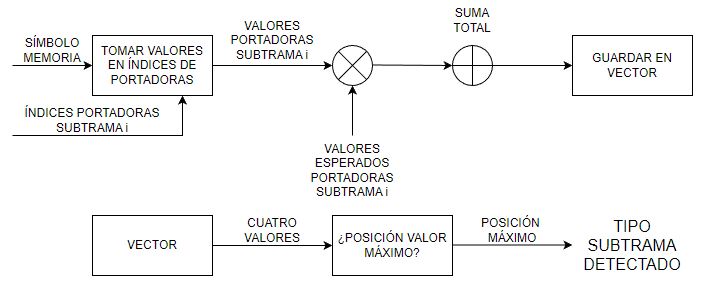 SÍMBOLO
MEMORIA
TOMAR VALORES
EN ÍNDICES DE
PORTADORAS
ÍNDICES PORTADORAS
SUBTRAMA i
VALORES
PORTADORAS
SUBTRAMA i
VALORES
ESPERADOS
PORTADORAS
SUBTRAMA i
SUMA
TOTAL
GUARDAR EN
VECTOR
VECTOR
CUATRO
VALORES
¿POSICIÓN VALOR
MÁXIMO?
POSICIÓN
MÁXIMO
TIPO
SUBTRAMA
DETECTADO